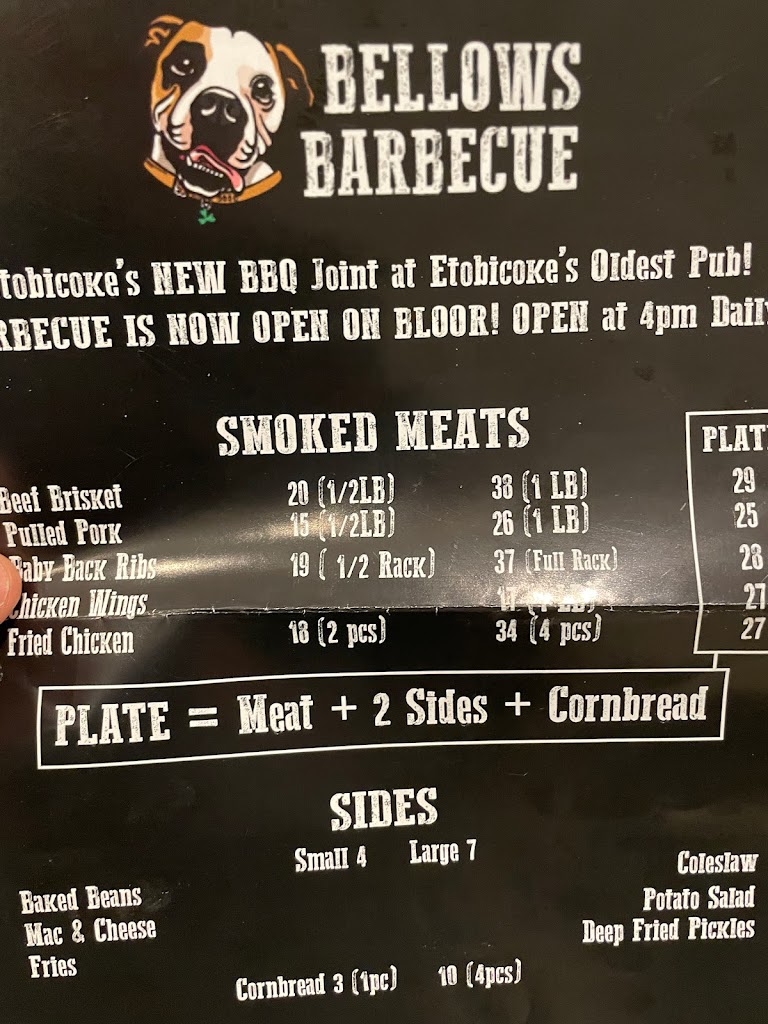 BELLOWS
BARBECUE
tobicoke's NEW BBQ Joint at Etobicoke's Oldest Pub!
RBECUE IS NOW OPEN ON BLOOR! OPEN at 4pm Daily
SMOKED MEATS
PLAT
Beef Brisket 20 (1/2LB) 38 (1 LB) 29
Pulled Pork 15 (1/2LB) 26 (1 LB) 25
Baby Back Ribs 19 ( 1/2 Rack) 37 (Full Rack) 28
Chicken Wings 17 (1 LB) 27
Fried Chicken 18 (2 pcs) 34 (4 pcs) 27
PLATE = Meat + 2 Sides + Cornbread
SIDES
Small 4 Large 7
Baked Beans
Mac & Cheese
Fries
Coleslaw
Potato Salad
Deep Fried Pickles
Cornbread 3 (1pc) 10 (4pcs)